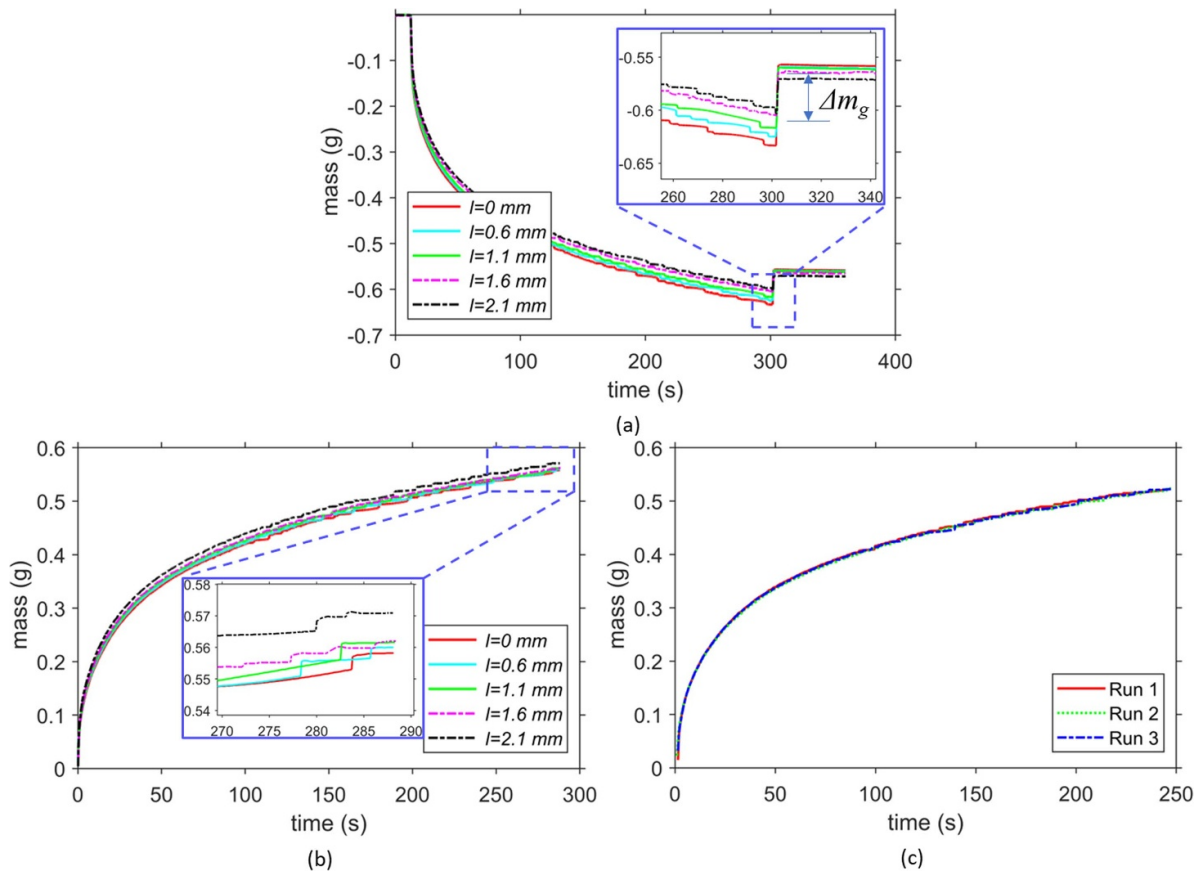 -0.1
-0.2
-0.3
-0.4
-0.5
-0.6
-0.7
mass (g)
0
100
200
300
400
time (s)
l=0 mm
l=0.6 mm
l=1.1 mm
l=1.6 mm
l=2.1 mm
-0.55
-0.6
-0.65
260
280
300
320
340
Δmg
(a)
0.6
0.5
0.4
0.3
0.2
0.1
0
mass (g)
0
50
100
150
200
250
300
time (s)
0.58
0.57
0.56
0.55
0.54
270
275
280
285
290
l=0 mm
l=0.6 mm
l=1.1 mm
l=1.6 mm
l=2.1 mm
(b)
0.6
0.5
0.4
0.3
0.2
0.1
0
mass (g)
0
50
100
150
200
250
time (s)
Run 1
Run 2
Run 3
(c)